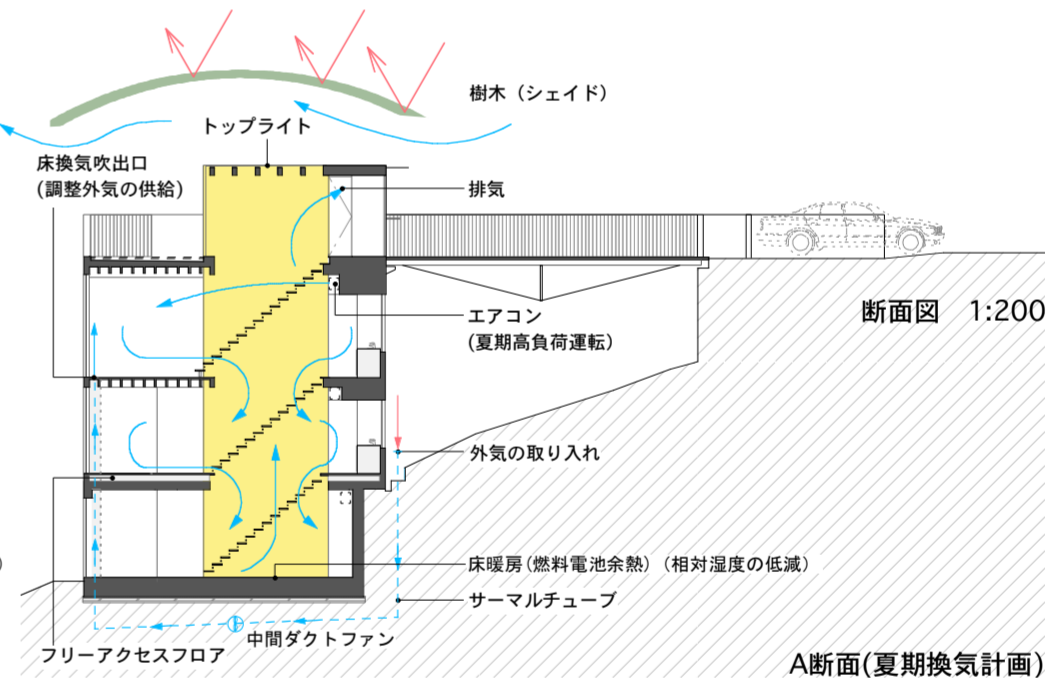 樹木（シェイド）
トップライト
床換気吹出口
(調整外気の供給)
排気
断面図　1:200
エアコン
(夏期高負荷運転）
外気の取り入れ
床暖房(燃料電池余熱)（相対湿度の低減）
サーマルチューブ
中間ダクトファン
フリーアクセスフロア
A断面(夏期換気計画)